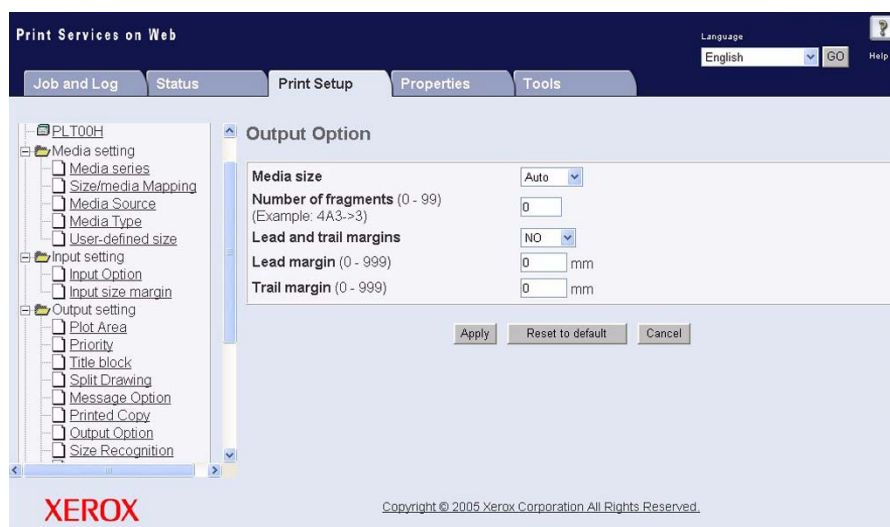 Print Services on Web
Language
English
GO
?
Help
Job and Log
Status
Print Setup
Properties
Tools
PLT00H
Media setting
Media series
Size/media Mapping
Media Source
Media Type
User-defined size
Input setting
Input Option
Input size margin
Output setting
Plot Area
Priority
Title block
Split Drawing
Message Option
Printed Copy
Output Option
Size Recognition
Output Option
Media size
Auto
Number of fragments (0 - 99)
(Example: 4A3->3)
0
Lead and trail margins
NO
Lead margin (0 - 999)
0 mm
Trail margin (0 - 999)
0 mm
Apply
Reset to default
Cancel
XEROX
Copyright © 2005 Xerox Corporation All Rights Reserved.